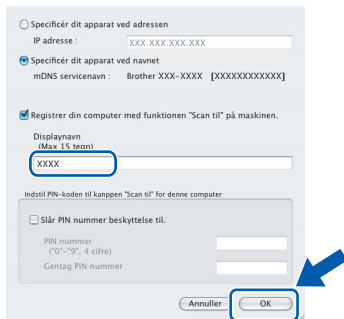 Specificér dit apparat ved adressen
IP adresse : XXX.XXX.XXX.XXX
Specificér dit apparat ved navnet
mDNS servicenavn : Brother XXX-XXXX [XXXXXXXXXXXX]
Registrer din computer med funktionen "Scan til" på maskinen.
Displaynavn
(Max 15 tegn)
XXXX
Indstil PIN-koden til kanppen "Scan til" for denne computer
Slår PIN nummer beskyttelse til.
PIN nummer
("0"-"9", 4 cifre)
Gentag PIN nummer
Annuller OK